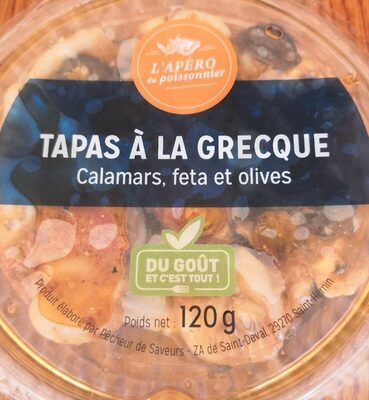 L'APÉRO
du poissonnier
TAPAS À LA GRECQUE
Calamars, feta et olives
DU GOÛT
ET C'EST TOUT !
Poids net : 120 g
Produit élaboré par Pêcheur de Saveurs - ZA de Saint-Deval, 29270 Saint-Hernin